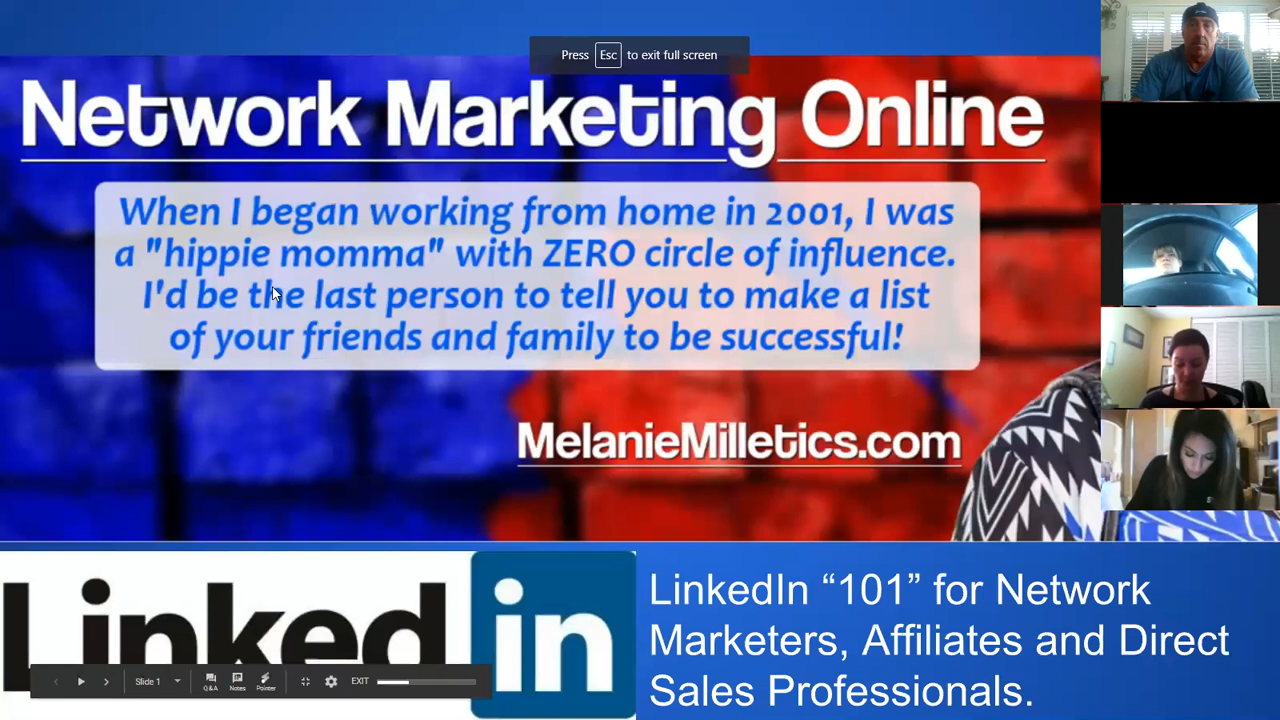 Press Esc to exit full screen
Network Marketing Online
When I began working from home in 2001, I was
a "hippie momma" with ZERO circle of influence.
I'd be the last person to tell you to make a list
of your friends and family to be successful!
MelanieMilletics.com
Linked in
LinkedIn “101” for Network
Marketers, Affiliates and Direct
Sales Professionals.
Slide 1
Q&A
Notes
Pointer
EXIT